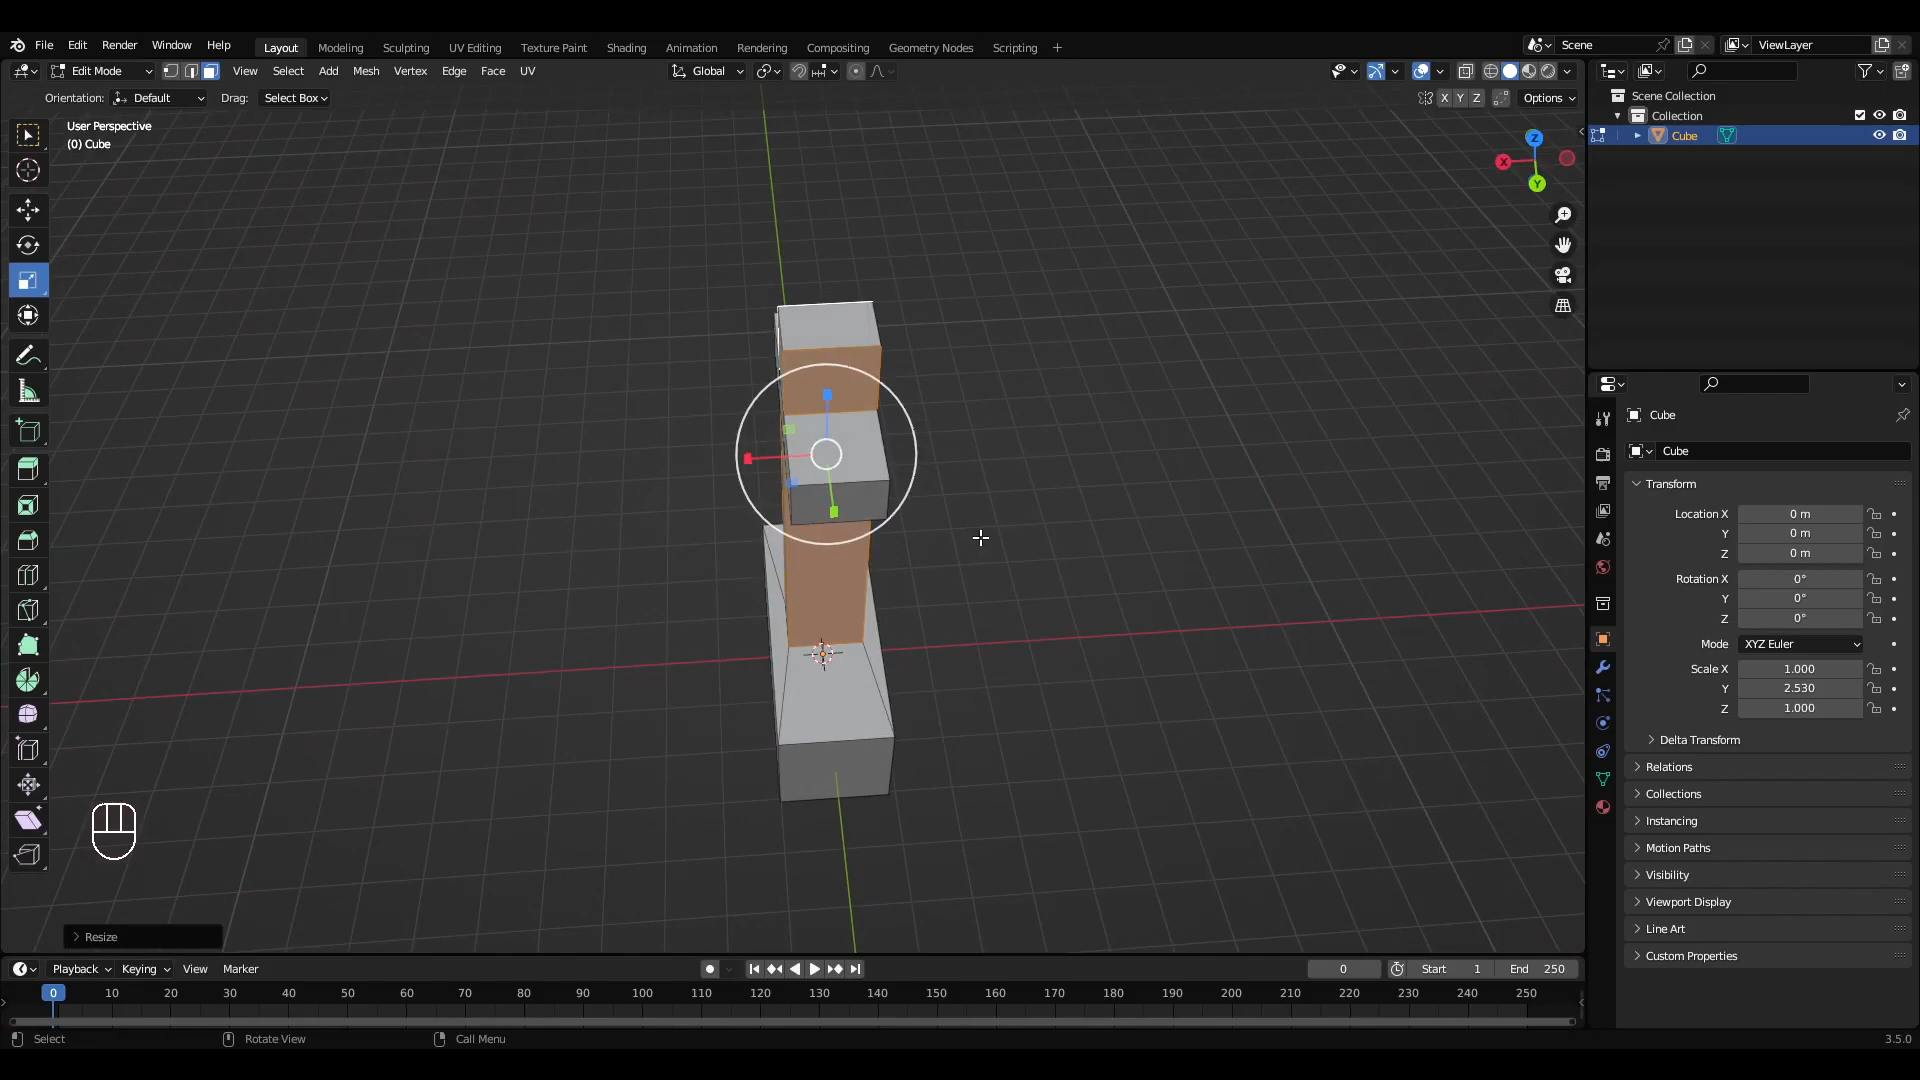 File Edit Render Window Help Layout Modeling Sculpting UV Editing Texture Paint Shading Animation Rendering Compositing Geometry Nodes Scripting + Scene ViewLayer
Edit Mode View Select Add Mesh Vertex Edge Face UV Global
Orientation: Default Drag: Select Box X Y Z Options
User Perspective
(0) Cube
Z
X
Y
Scene Collection
Collection
Cube
Cube
Cube
Transform
Location X 0 m
Y 0 m
Z 0 m
Rotation X 0°
Y 0°
Z 0°
Mode XYZ Euler
Scale X 1.000
Y 2.530
Z 1.000
Delta Transform
Relations
Collections
Instancing
Motion Paths
Visibility
Viewport Display
Line Art
Custom Properties
Resize
Playback Keying View Marker 0 Start 1 End 250
0 10 20 30 40 50 60 70 80 90 100 110 120 130 140 150 160 170 180 190 200 210 220 230 240 250
Select Rotate View Call Menu 3.5.0